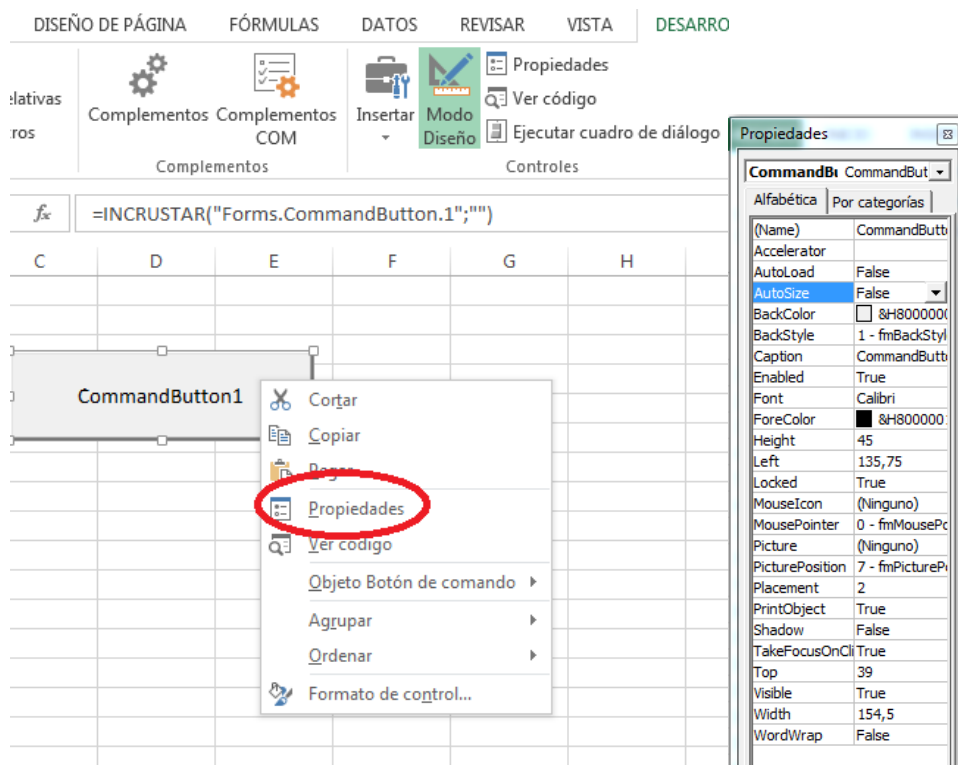 DISEÑO DE PÁGINA FÓRMULAS DATOS REVISAR VISTA DESARRO
elativas
ros
Complementos Complementos COM
Insertar Modo Diseño
Propiedades
Ver código
Ejecutar cuadro de diálogo
Complementos Controles
fx =INCRUSTAR("Forms.CommandButton.1";"")
C D E F G H
CommandButton1
Cortar
Copiar
Pegar
Propiedades
Ver código
Objeto Botón de comando
Agrupar
Ordenar
Formato de control...
Propiedades
CommandBu CommandBut
Alfabética Por categorías
(Name) CommandButt
Accelerator
AutoLoad False
AutoSize False
BackColor &H8000000
BackStyle 1 - fmBackStyl
Caption CommandButt
Enabled True
Font Calibri
ForeColor &H800000
Height 45
Left 135,75
Locked True
MouseIcon (Ninguno)
MousePointer 0 - fmMousePo
Picture (Ninguno)
PicturePosition 7 - fmPictureP
Placement 2
PrintObject True
Shadow False
TakeFocusOnCli True
Top 39
Visible True
Width 154,5
WordWrap False